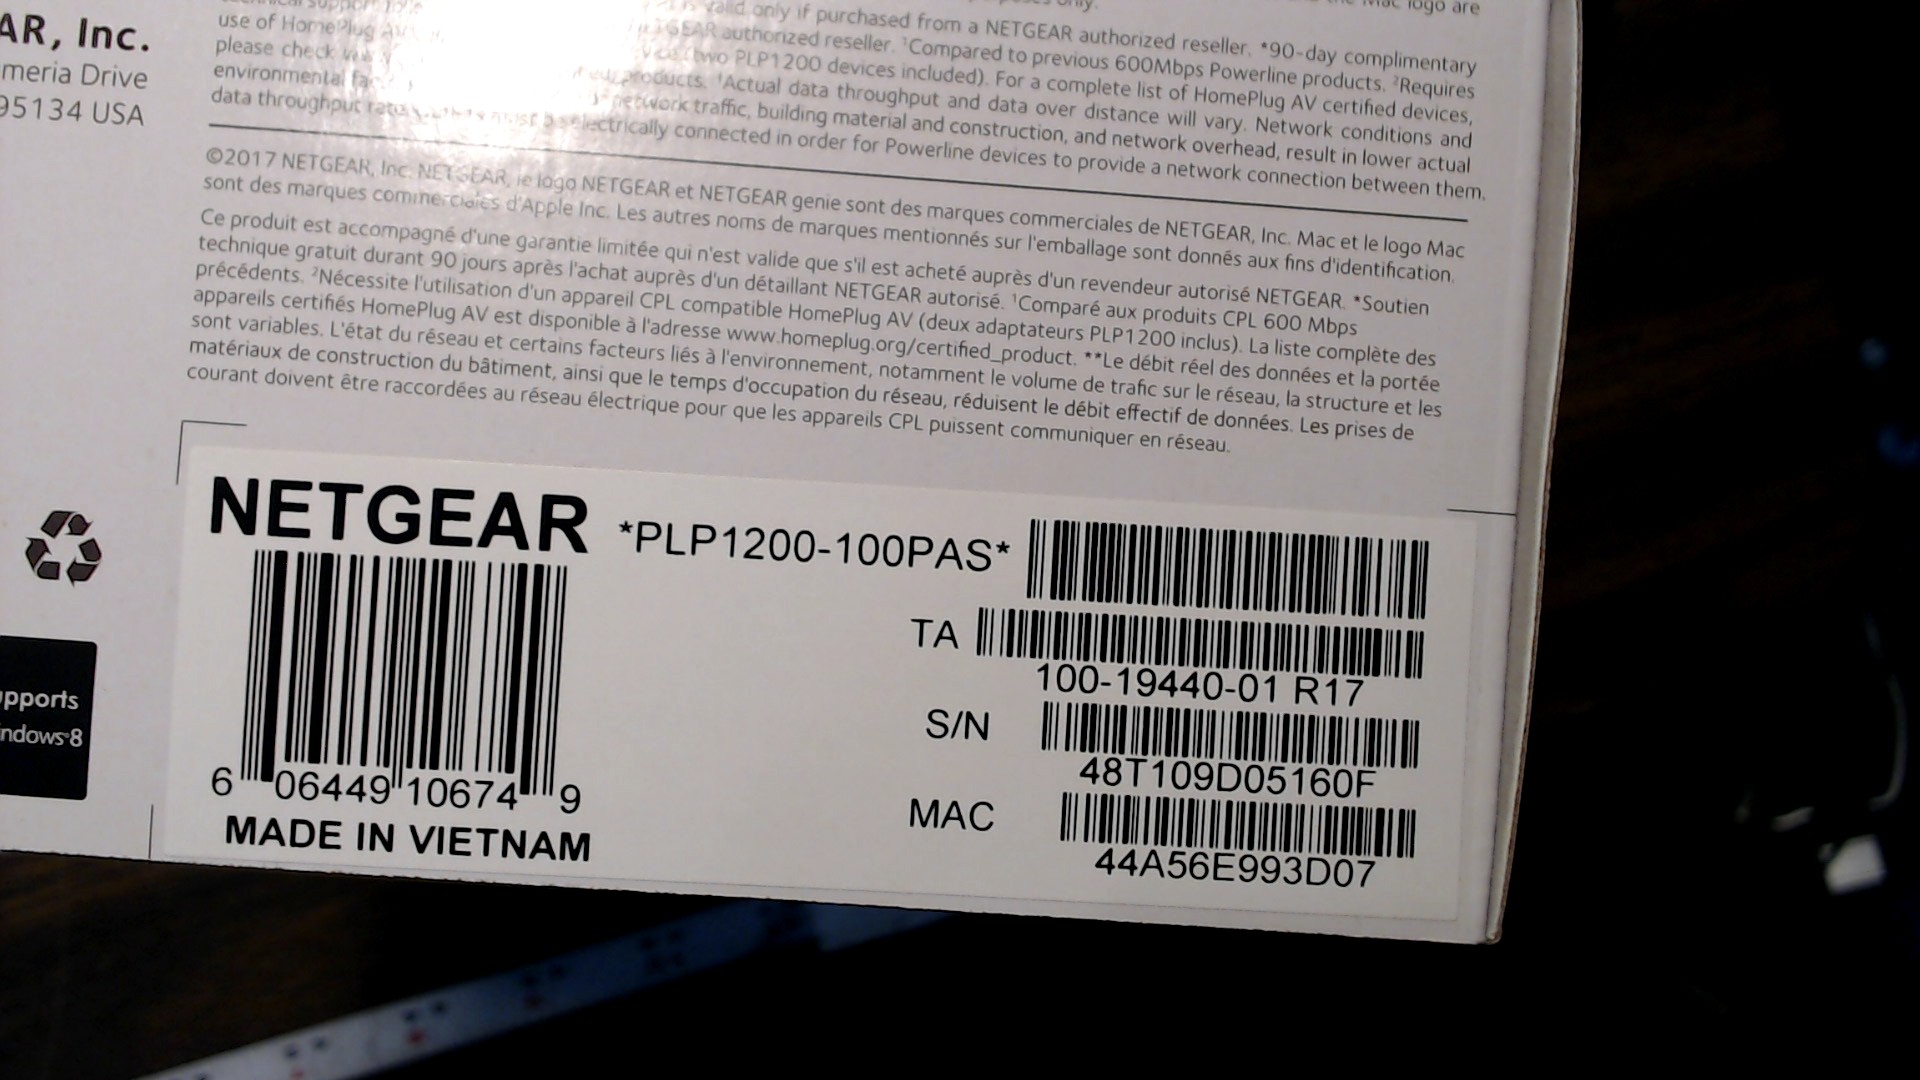 AR, Inc.
meria Drive
95134 USA
logo are
only.
valid only if purchased from a NETGEAR authorized reseller. *90-day complimentary
use of HomePlug authorized reseller. ¹Compared to previous 600Mbps Powerline products. ²Requires
please check two PLP1200 devices included). For a complete list of HomePlug AV certified devices,
environmental products. Actual data throughput and data over distance will vary. Network conditions and
data throughput network traffic, building material and construction, and network overhead, result in lower actual
electrically connected in order for Powerline devices to provide a network connection between them.
©2017 NETGEAR, Inc. NETGEAR, le logo NETGEAR et NETGEAR genie sont des marques commerciales de NETGEAR, Inc. Mac et le logo Mac
sont des marques commerciales d'Apple Inc. Les autres noms de marques mentionnés sur l'emballage sont donnés aux fins d'identification.
Ce produit est accompagné d'une garantie limitée qui n'est valide que s'il est acheté auprès d'un revendeur autorisé NETGEAR. *Soutien
technique gratuit durant 90 jours après l'achat auprès d'un détaillant NETGEAR autorisé. ¹Comparé aux produits CPL 600 Mbps
précédents. ²Nécessite l'utilisation d'un appareil CPL compatible HomePlug AV (deux adaptateurs PLP1200 inclus). La liste complète des
appareils certifiés HomePlug AV est disponible à l'adresse www.homeplug.org/certified_product. **Le débit réel des données et la portée
sont variables. L'état du réseau et certains facteurs liés à l'environnement, notamment le volume de trafic sur le réseau, la structure et les
matériaux de construction du bâtiment, ainsi que le temps d'occupation du réseau, réduisent le débit effectif de données. Les prises de
courant doivent être raccordées au réseau électrique pour que les appareils CPL puissent communiquer en réseau.
NETGEAR
*PLP1200-100PAS*
TA
100-19440-01 R17
S/N
48T109D05160F
MAC
44A56E993D07
6 06449 10674 9
MADE IN VIETNAM
pports
ndows 8